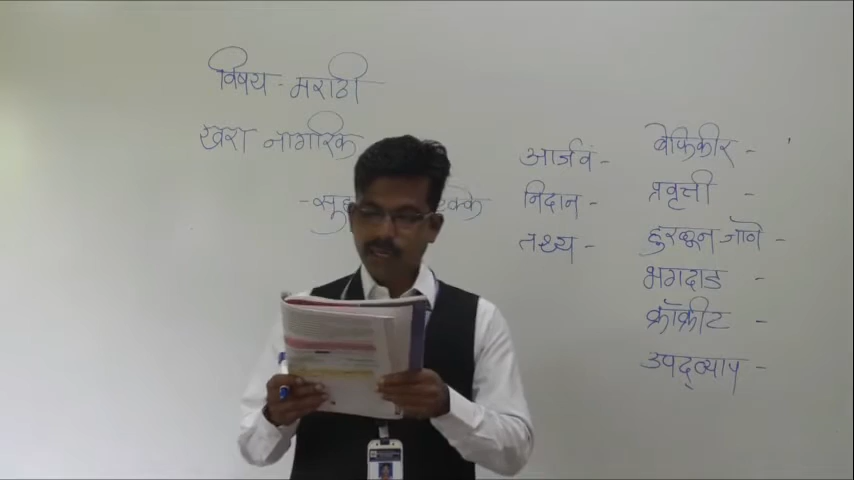 विषय - मराठी
खरा नागरिक
आर्जवं -
निदान -
तथ्य -
बेफिकीर -
प्रवृत्ती -
हुरळून जाणे -
भगदाड -
काँक्रीट -
उपद्व्याप -